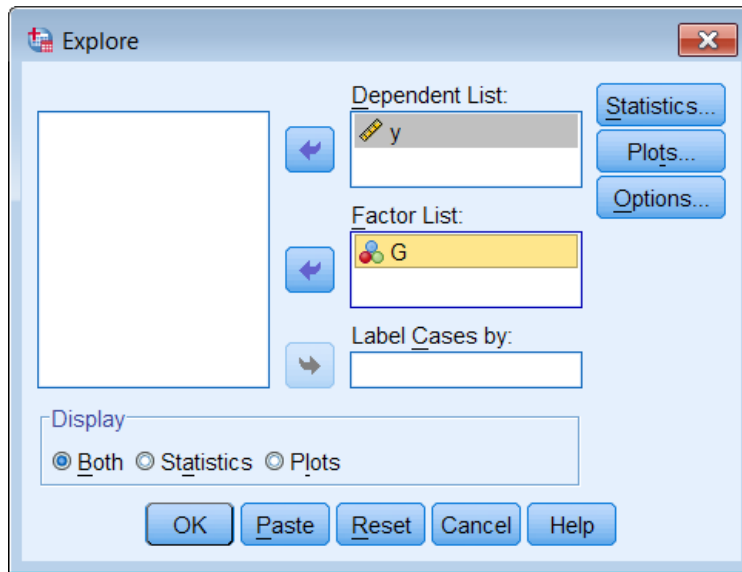 Explore
Dependent List:
y
Statistics...
Plots...
Options...
Factor List:
G
Label Cases by:
Display
Both Statistics Plots
OK Paste Reset Cancel Help